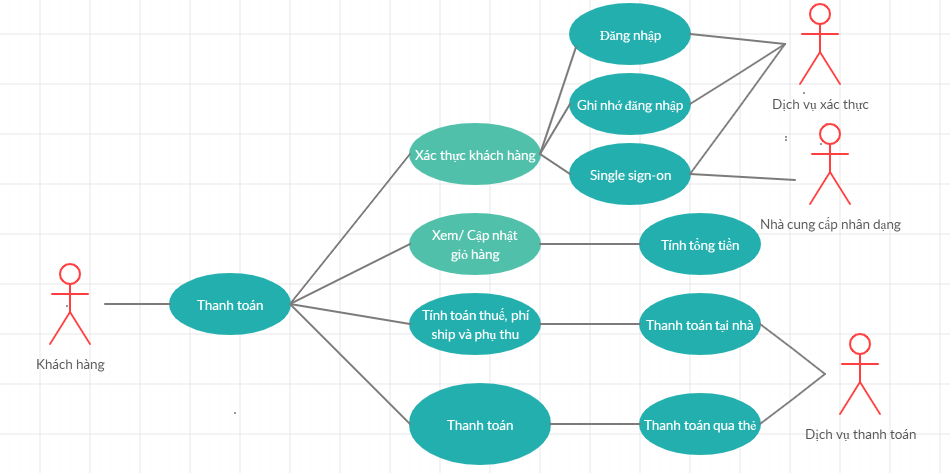 Đăng nhập
Ghi nhớ đăng nhập
Dịch vụ xác thực
Xác thực khách hàng
Single sign-on
Nhà cung cấp nhân dạng
Xem/ Cập nhật
giỏ hàng
Tính tổng tiền
Thanh toán
Khách hàng
Tính toán thuế, phí
ship và phụ thu
Thanh toán tại nhà
Thanh toán
Thanh toán qua thẻ
Dịch vụ thanh toán